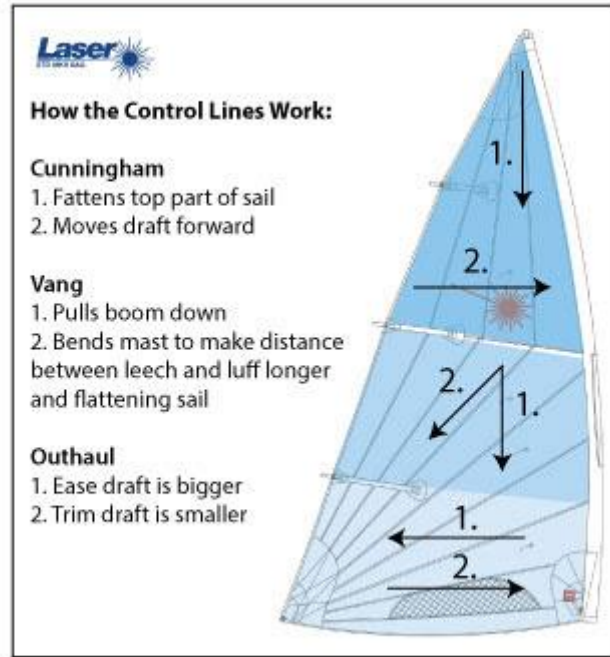 Laser
How the Control Lines Work:
Cunningham
1. Fattens top part of sail
2. Moves draft forward
Vang
1. Pulls boom down
2. Bends mast to make distance
between leech and luff longer
and flattening sail
Outhaul
1. Ease draft is bigger
2. Trim draft is smaller
1.
2.
2.
1.
1.
2.